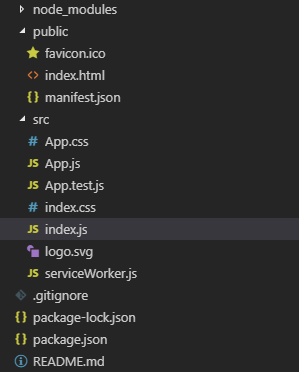 node_modules
public
favicon.ico
<> index.html
{} manifest.json
src
# App.css
JS App.js
JS App.test.js
# index.css
JS index.js
logo.svg
JS serviceWorker.js
.gitignore
{} package-lock.json
{} package.json
README.md